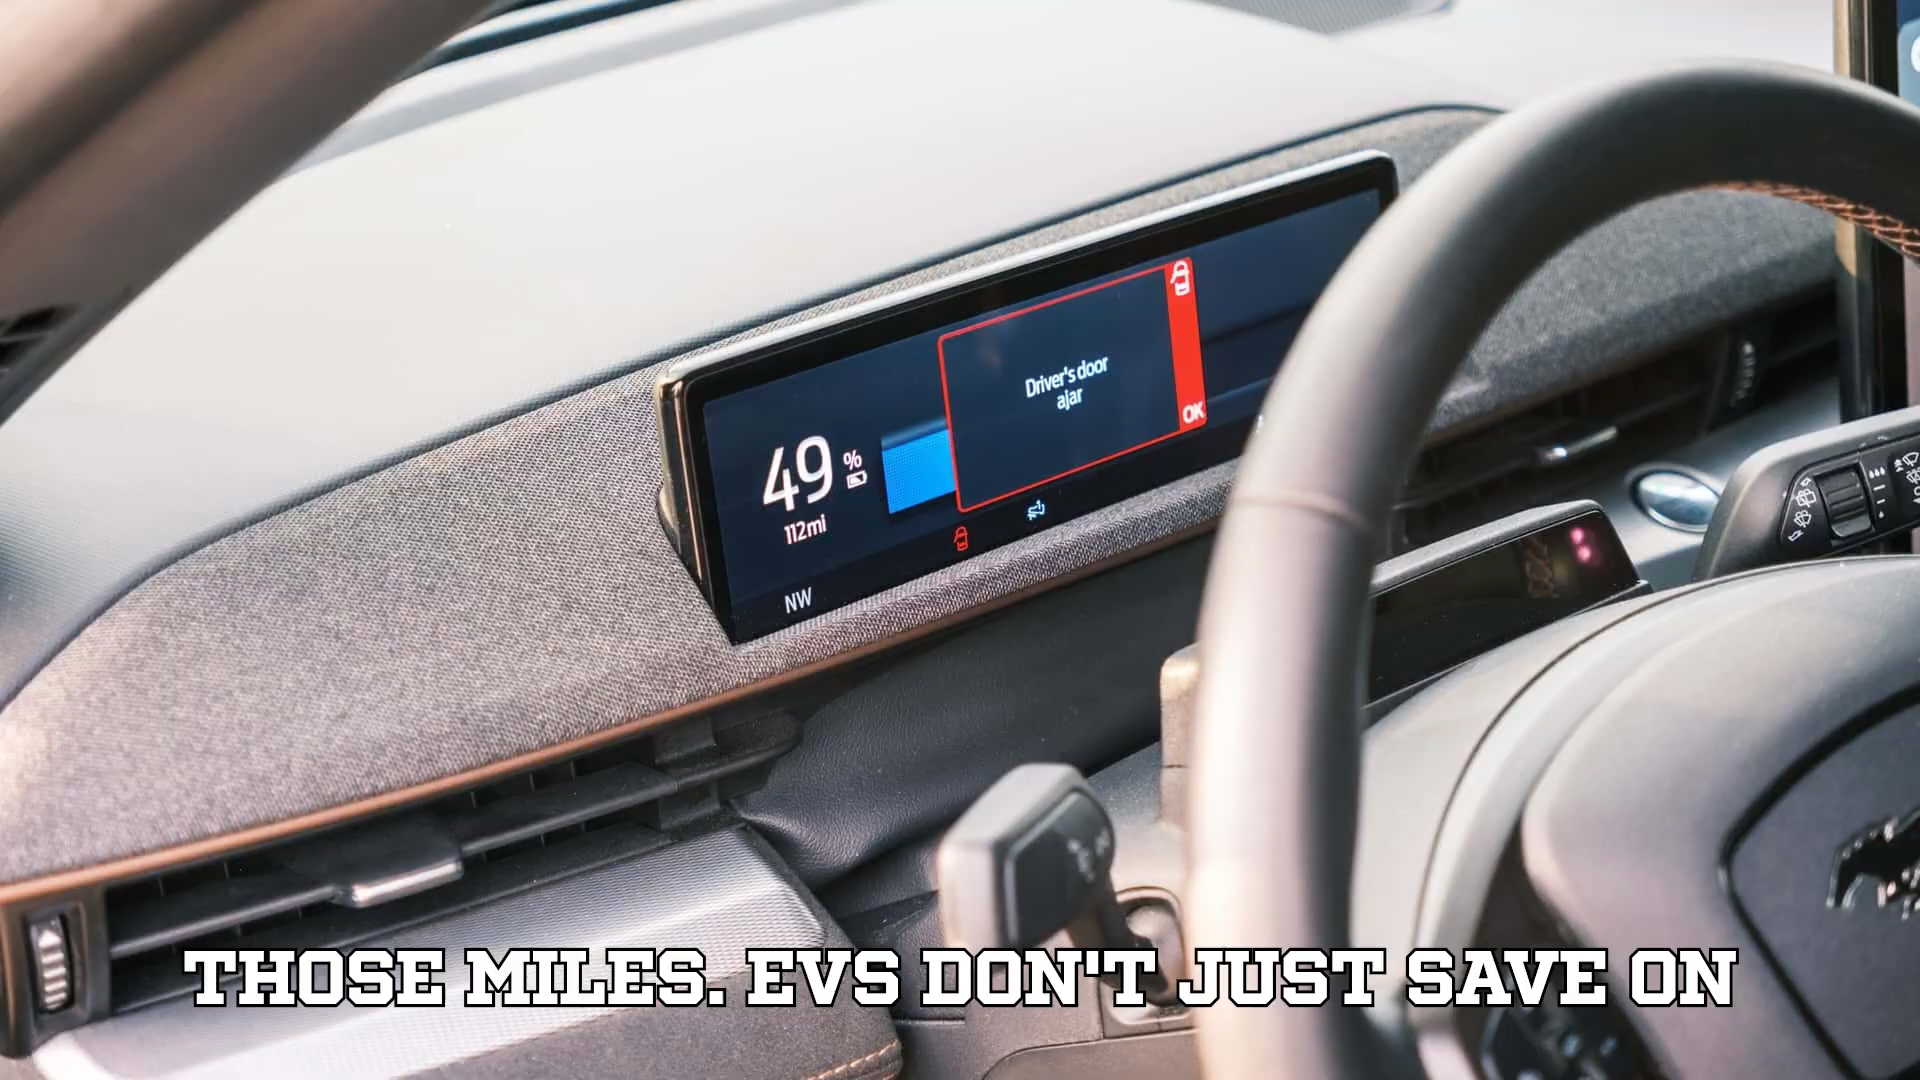 Driver's door
ajar
OK
49 %
112mi
NW
THOSE MILES. EVS DON'T JUST SAVE ON